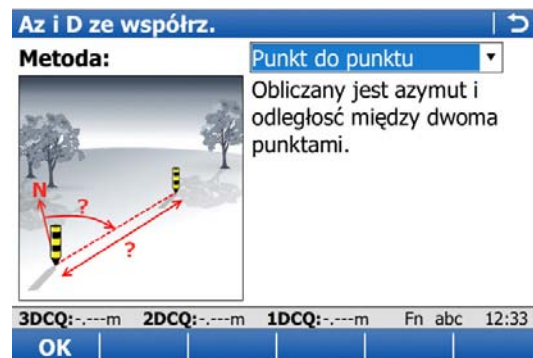 Az i D ze współrz.
Metoda:
Punkt do punktu
Obliczany jest azymut i
odległosć między dwoma
punktami.
N
?
?
3DCQ:-.---m 2DCQ:-.---m 1DCQ:-.---m Fn abc 12:33
OK